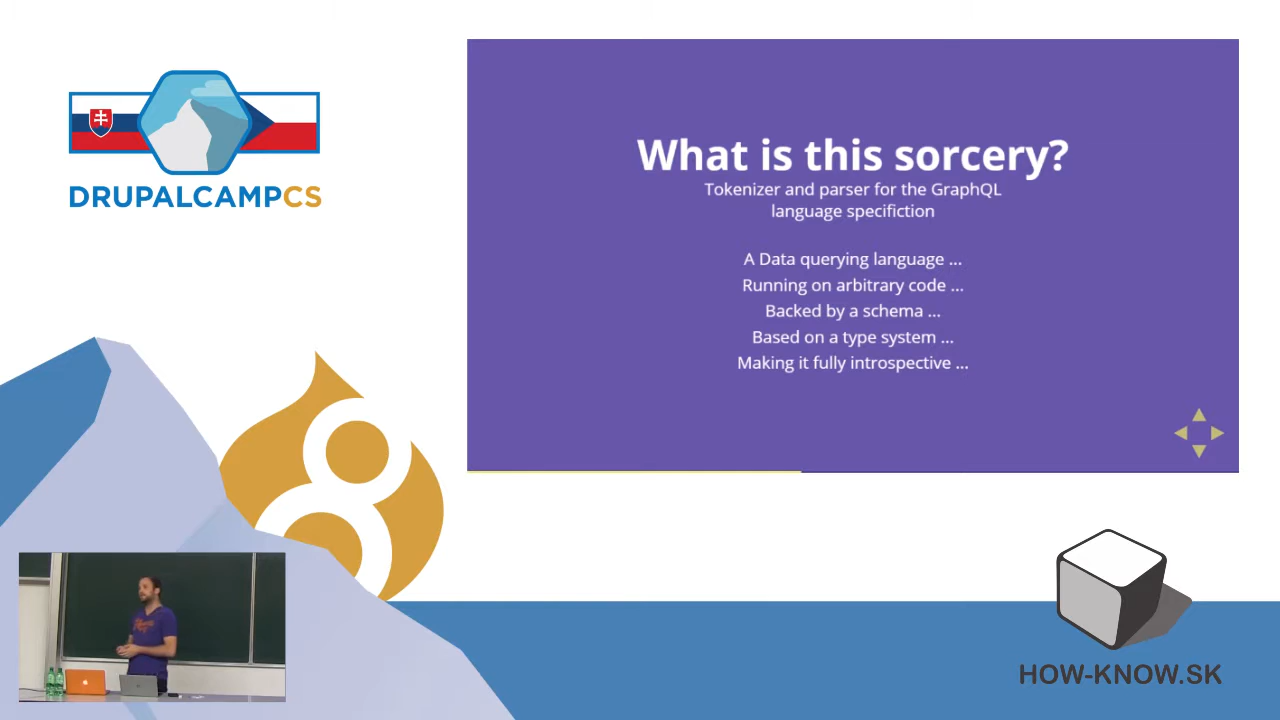 DRUPALCAMPCS
What is this sorcery?
Tokenizer and parser for the GraphQL
language specifiction
A Data querying language ...
Running on arbitrary code ...
Backed by a schema ...
Based on a type system ...
Making it fully introspective ...
8
HOW-KNOW.SK